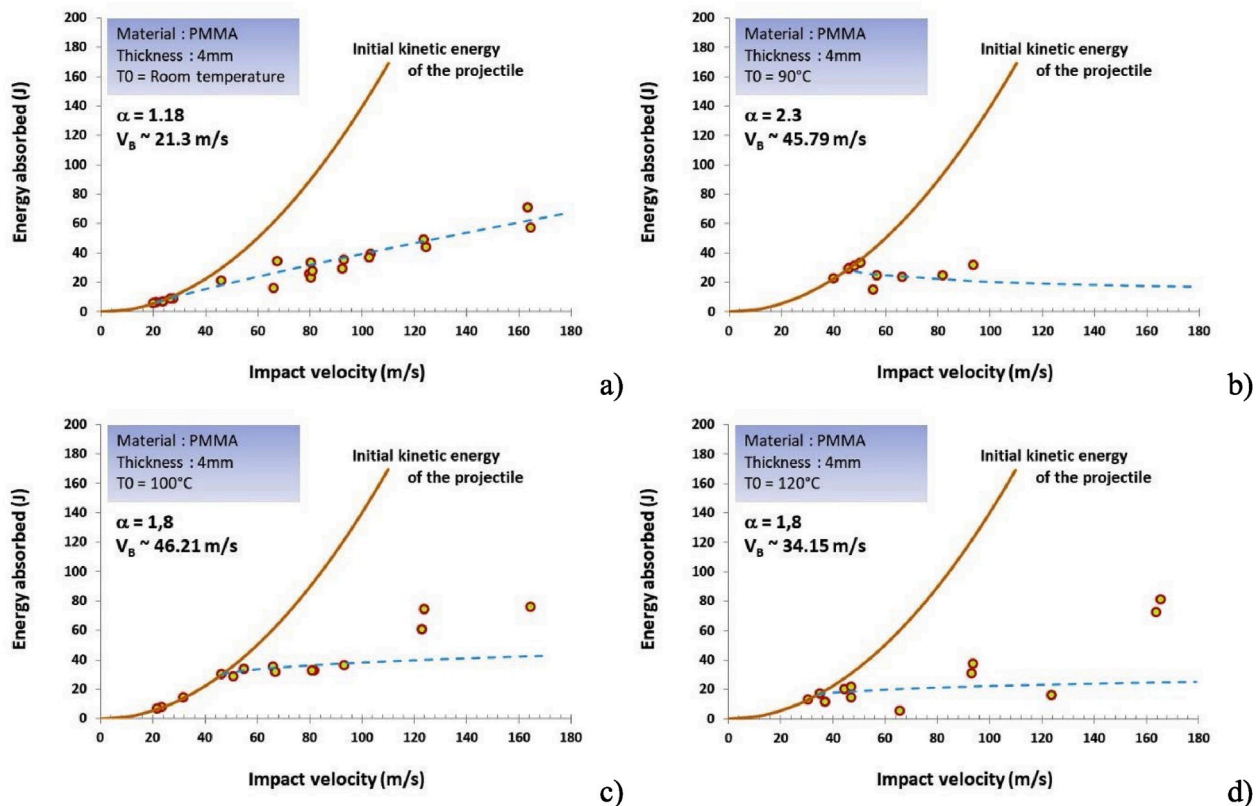 Material : PMMA
Thickness : 4mm
T0 = Room temperature
α = 1.18
V_B ~ 21.3 m/s
Initial kinetic energy
of the projectile
Energy absorbed (J)
200
180
160
140
120
100
80
60
40
20
0
0 20 40 60 80 100 120 140 160 180
Impact velocity (m/s)
a)
Material : PMMA
Thickness : 4mm
T0 = 90°C
α = 2.3
V_B ~ 45.79 m/s
Initial kinetic energy
of the projectile
Energy absorbed (J)
200
180
160
140
120
100
80
60
40
20
0
0 20 40 60 80 100 120 140 160 180
Impact velocity (m/s)
b)
Material : PMMA
Thickness : 4mm
T0 = 100°C
α = 1,8
V_B ~ 46.21 m/s
Initial kinetic energy
of the projectile
Energy absorbed (J)
200
180
160
140
120
100
80
60
40
20
0
0 20 40 60 80 100 120 140 160 180
Impact velocity (m/s)
c)
Material : PMMA
Thickness : 4mm
T0 = 120°C
α = 1,8
V_B ~ 34.15 m/s
Initial kinetic energy
of the projectile
Energy absorbed (J)
200
180
160
140
120
100
80
60
40
20
0
0 20 40 60 80 100 120 140 160 180
Impact velocity (m/s)
d)